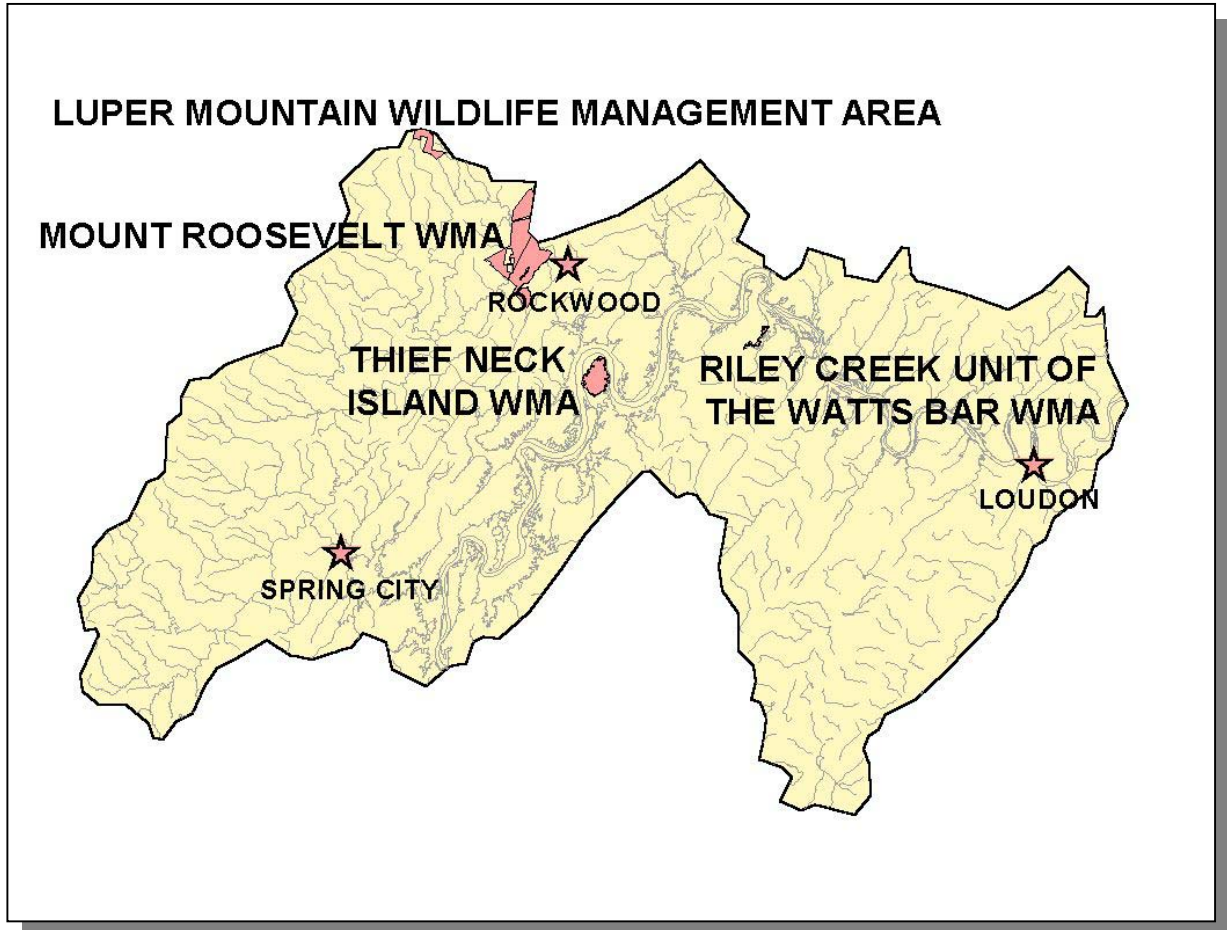 LUPER MOUNTAIN WILDLIFE MANAGEMENT AREA
MOUNT ROOSEVELT WMA
ROCKWOOD
THIEF NECK
ISLAND WMA
RILEY CREEK UNIT OF
THE WATTS BAR WMA
LOUDON
SPRING CITY